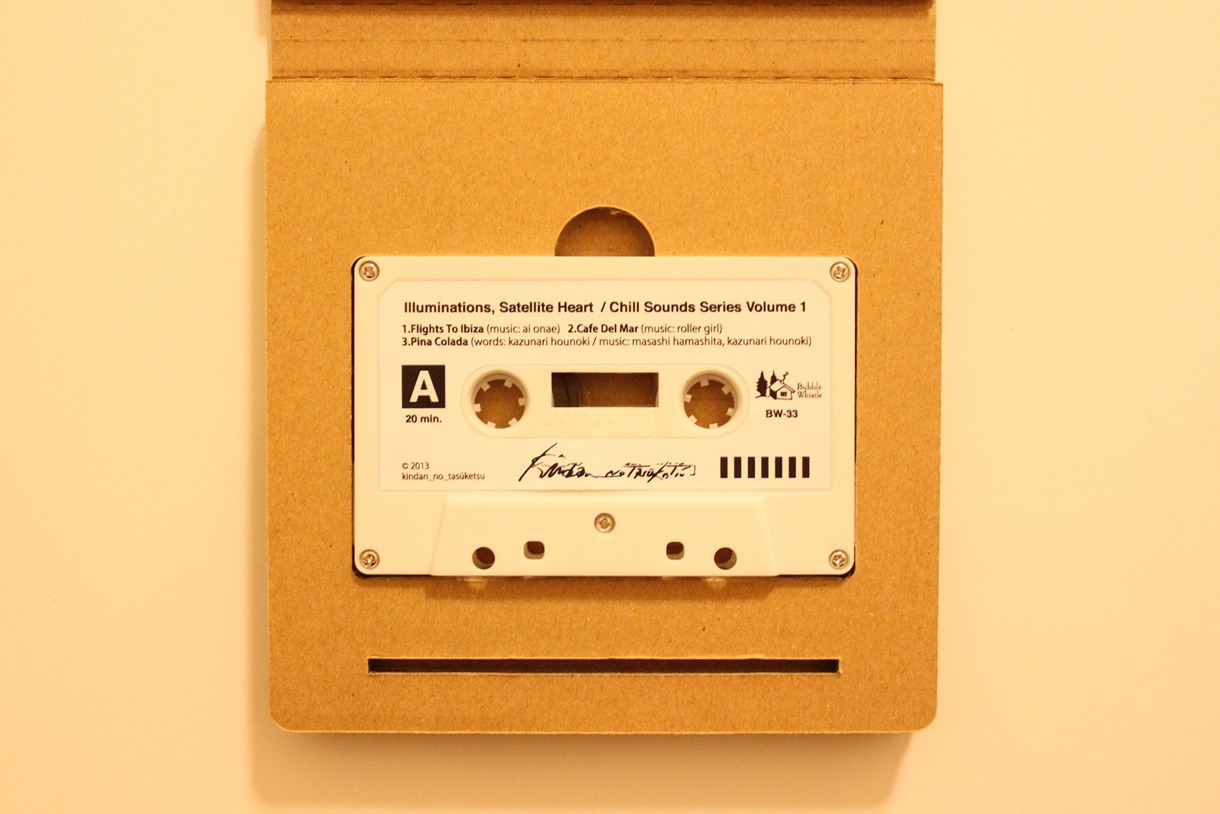 Illuminations, Satellite Heart / Chill Sounds Series Volume 1
1.Flights To Ibiza (music: ai onae) 2.Cafe Del Mar (music: roller girl)
3.Pina Colada (words: kazunari hounoki / music: masashi hamashita, kazunari hounoki)
A
20 min.
Bubble
Whistle
BW-33
© 2013
kindan_no_tasùketsu